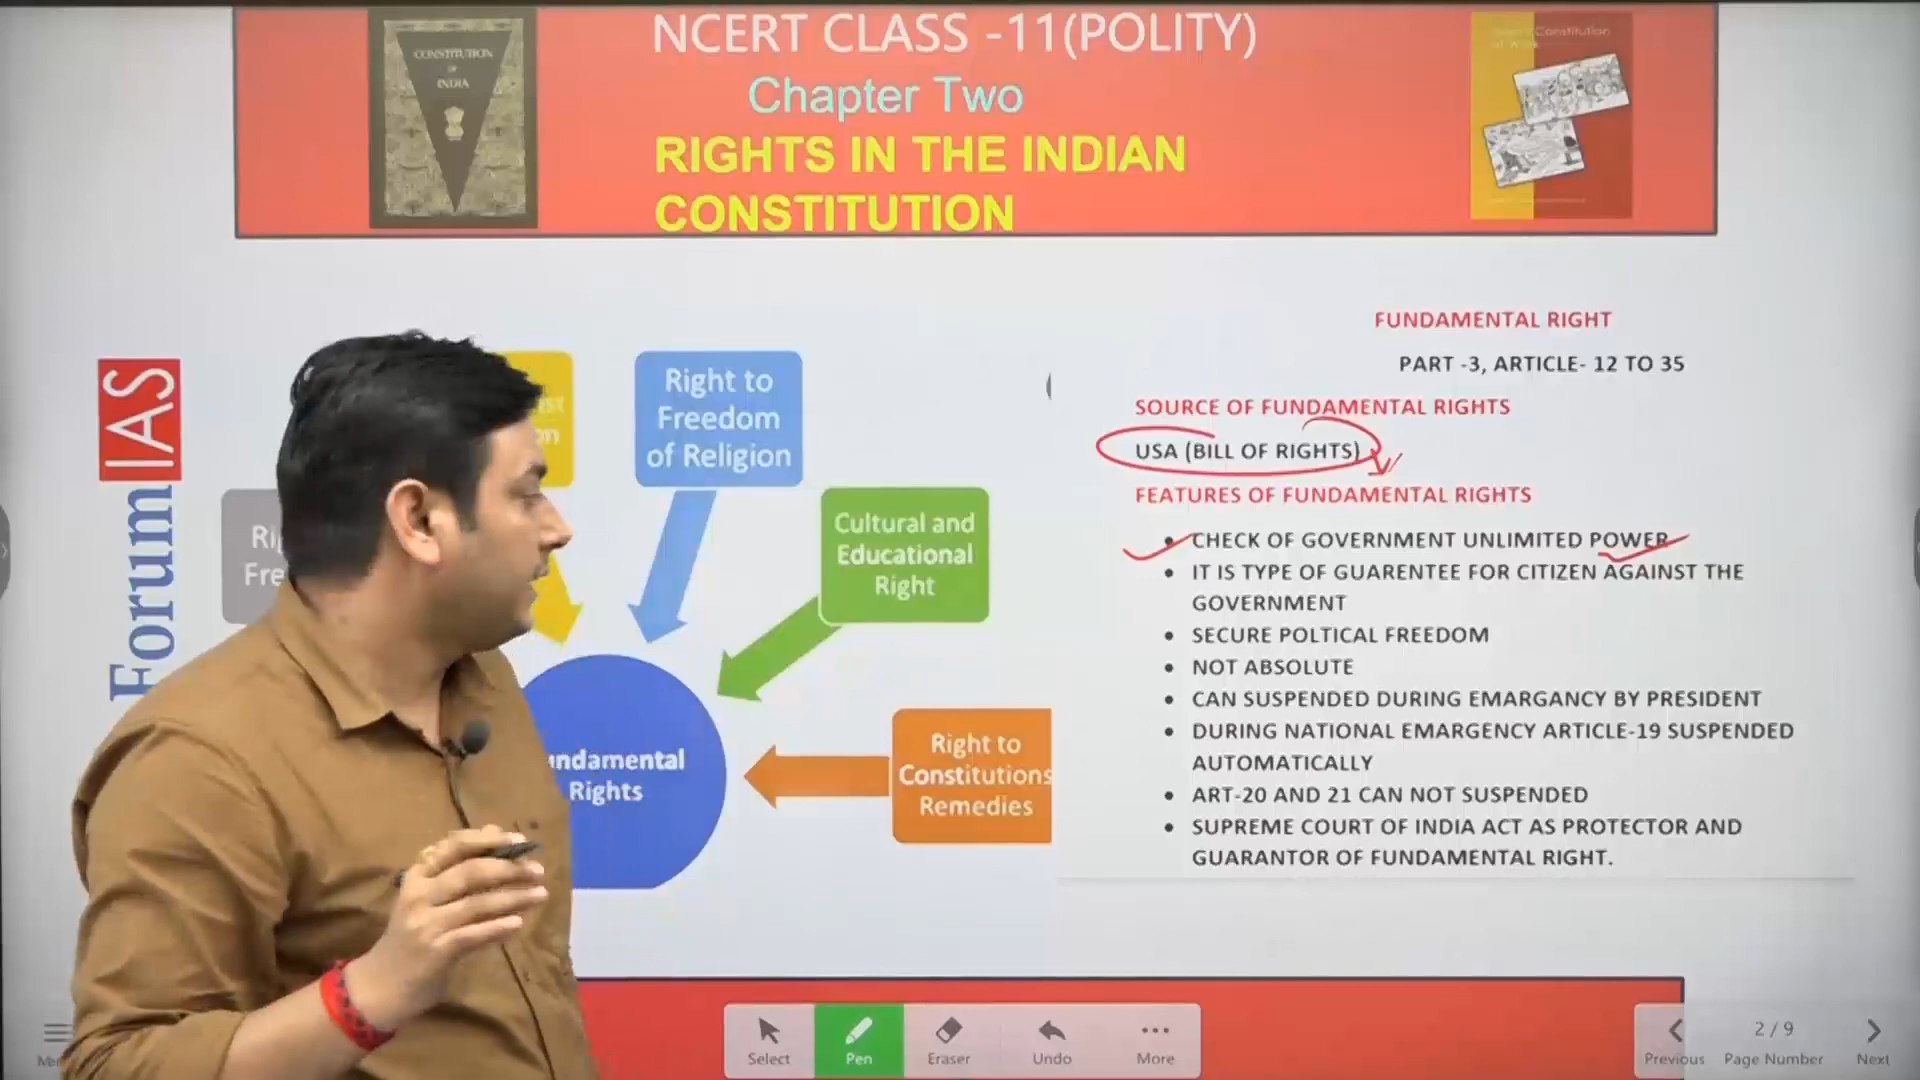 CONSTITUTION
OF
INDIA
NCERT CLASS -11(POLITY)
Chapter Two
RIGHTS IN THE INDIAN
CONSTITUTION
Forum IAS
Right to
Freedom
of Religion
Cultural and
Educational
Right
Right to
Constitutions
Remedies
Rights
FUNDAMENTAL RIGHT
PART -3, ARTICLE- 12 TO 35
SOURCE OF FUNDAMENTAL RIGHTS
USA (BILL OF RIGHTS)
FEATURES OF FUNDAMENTAL RIGHTS
• CHECK OF GOVERNMENT UNLIMITED POWER
• IT IS TYPE OF GUARENTEE FOR CITIZEN AGAINST THE
GOVERNMENT
• SECURE POLTICAL FREEDOM
• NOT ABSOLUTE
• CAN SUSPENDED DURING EMARGANCY BY PRESIDENT
• DURING NATIONAL EMARGENCY ARTICLE-19 SUSPENDED
AUTOMATICALLY
• ART-20 AND 21 CAN NOT SUSPENDED
• SUPREME COURT OF INDIA ACT AS PROTECTOR AND
GUARANTOR OF FUNDAMENTAL RIGHT.
Select
Pen
Eraser
Undo
More
Previous
2 / 9
Page Number
Next